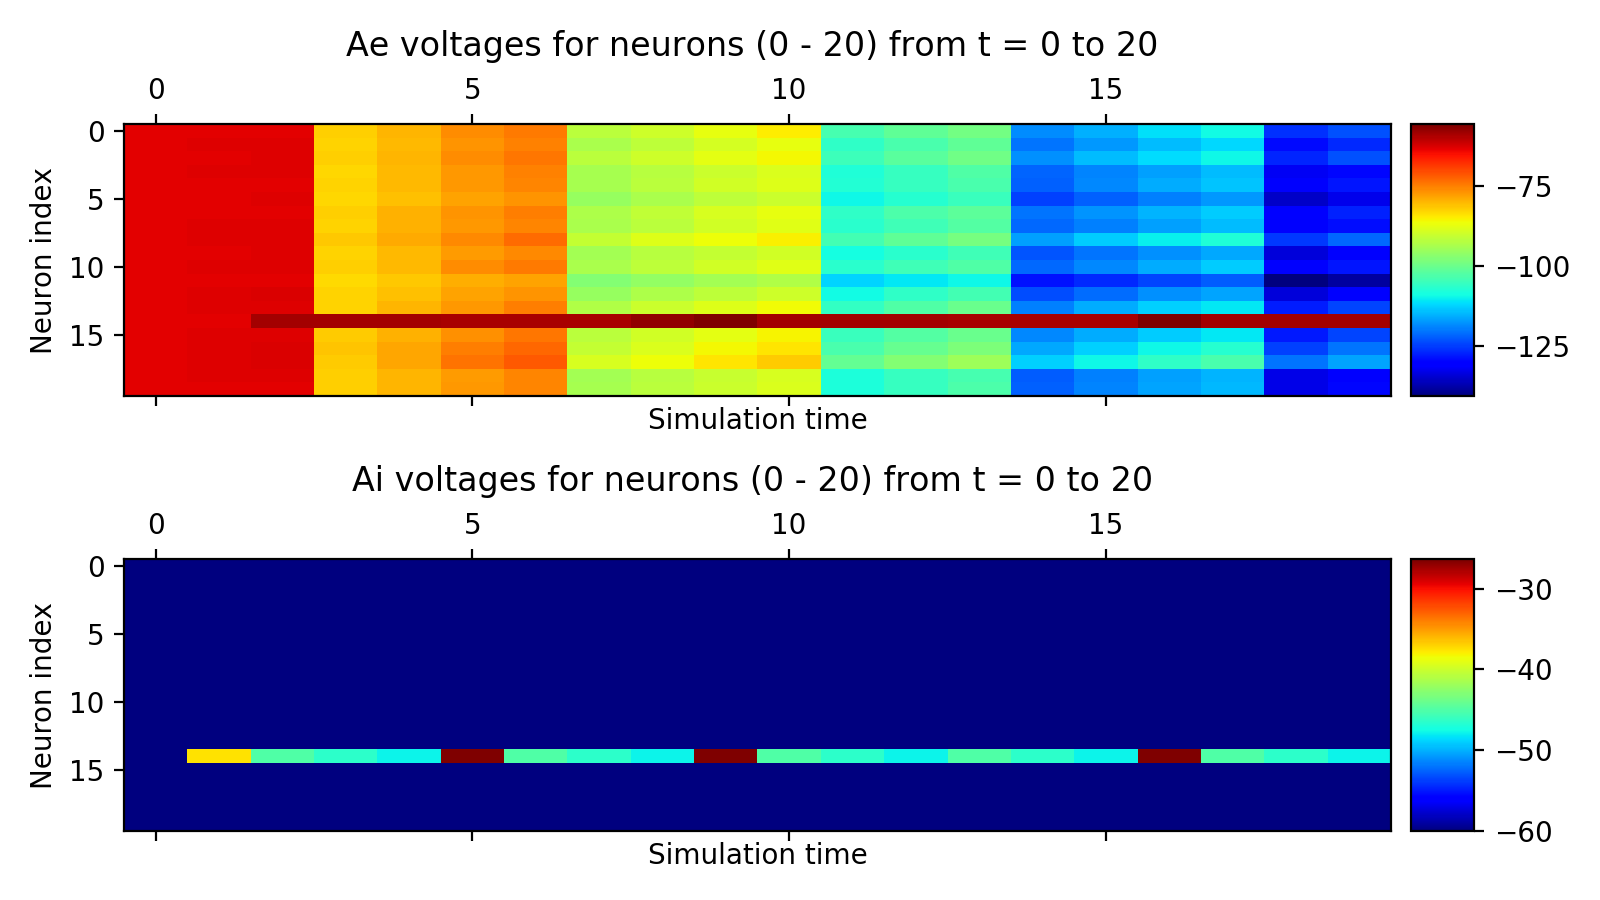 Ae voltages for neurons (0 - 20) from t = 0 to 20
0 5 10 15
Neuron index
0
5
10
15
Simulation time
−75
−100
−125
Ai voltages for neurons (0 - 20) from t = 0 to 20
0 5 10 15
Neuron index
0
5
10
15
Simulation time
−30
−40
−50
−60